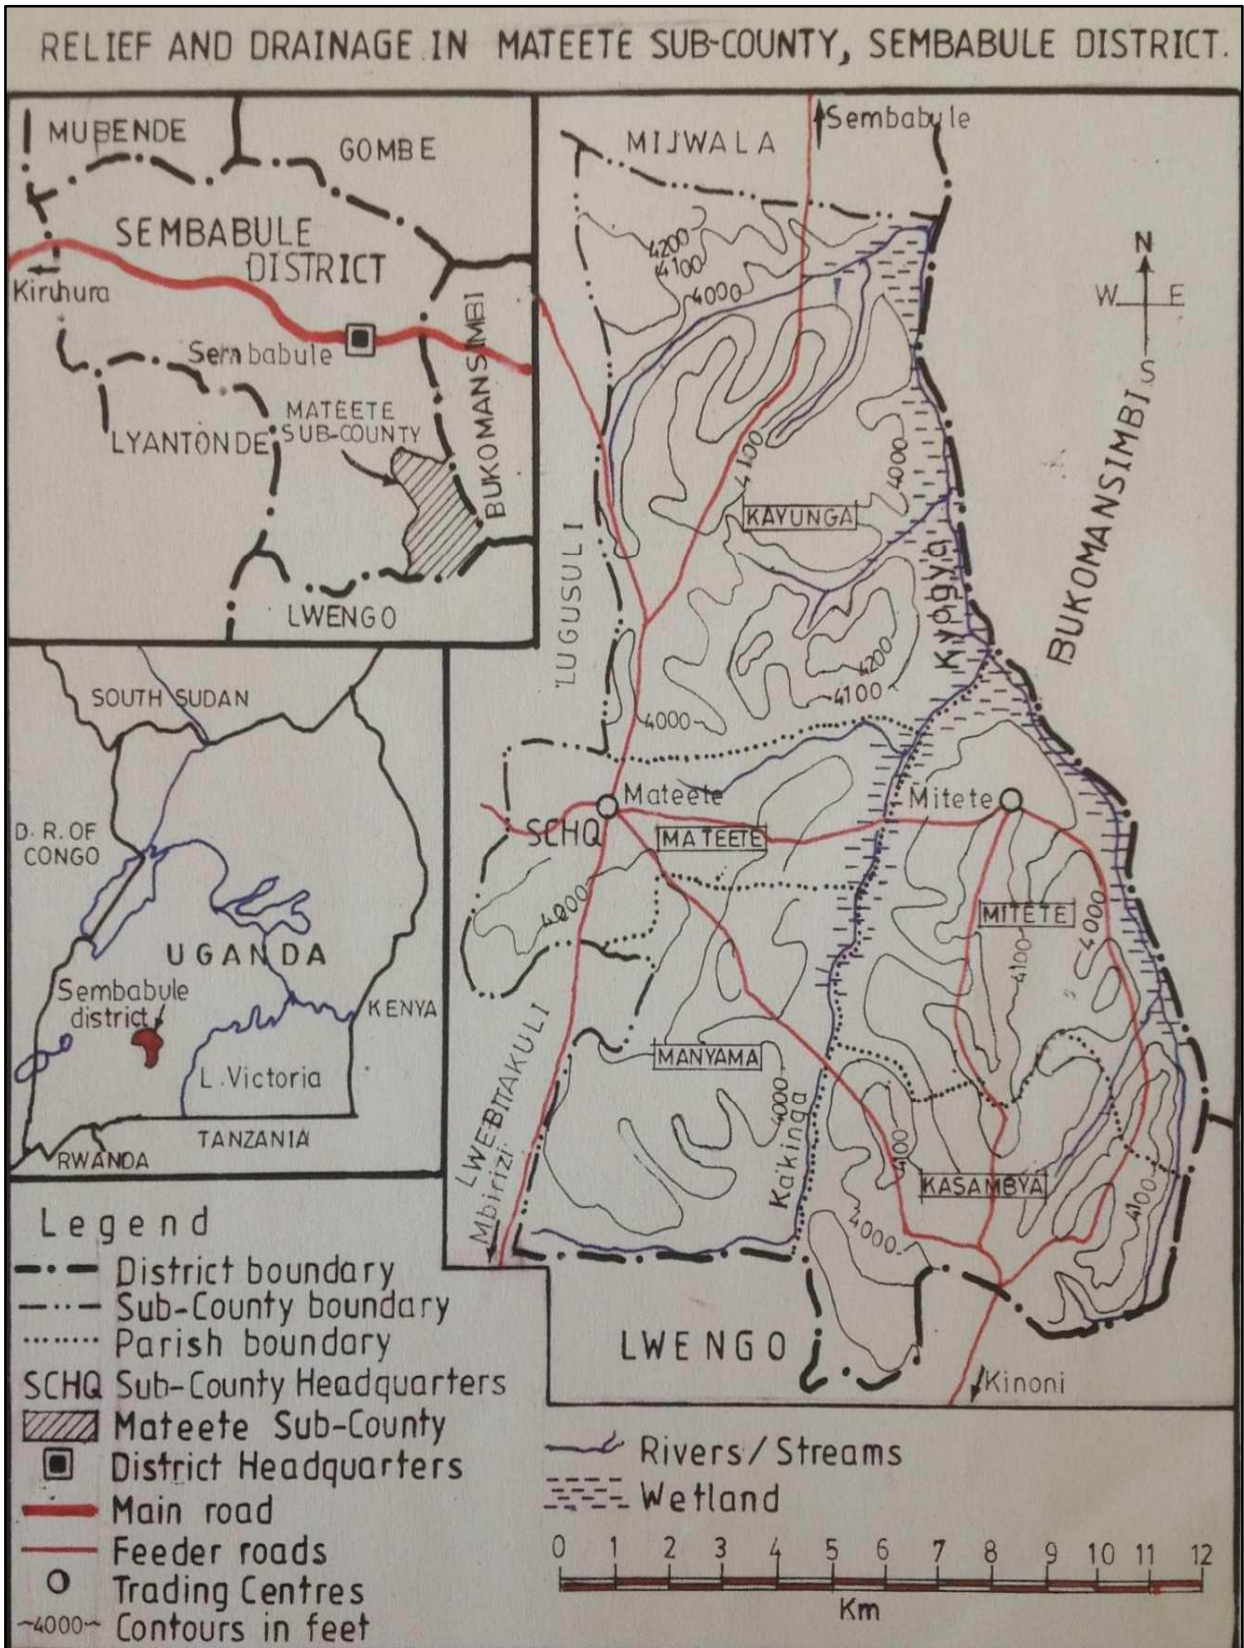 RELIEF AND DRAINAGE IN MATEETE SUB-COUNTY, SEMBABULE DISTRICT.
MUBENDE
GOMBE
SEMBABULE
DISTRICT
Kiruhura
Sembabule
BUKOMANSIMBI
MATEETE
SUB-COUNTY
LYANTONDE
LWENGO
SOUTH SUDAN
D.R. OF
CONGO
UGANDA
Sembabule
district
KENYA
L. Victoria
TANZANIA
RWANDA
Sembabule
MIJWALA
N
W E
S
4200
4100
4000
4100
4000
KAYUNGA
BUKOMANSIMBI
LUGUSULI
Kyogya
4200
4100
4000
Mateete
SCHQ
MATEETE
Mitete
4000
MITETE
4000
4100
LWEBITAKULI
Mbirizi
MANYAMA
4000
Kakinga
4100
KASAMBYA
4100
4000
LWENGO
Kinoni
Legend
District boundary
Sub-County boundary
Parish boundary
SCHQ Sub-County Headquarters
Mateete Sub-County
District Headquarters
Main road
Feeder roads
Trading Centres
~4000~ Contours in feet
Rivers/Streams
Wetland
0 1 2 3 4 5 6 7 8 9 10 11 12
Km